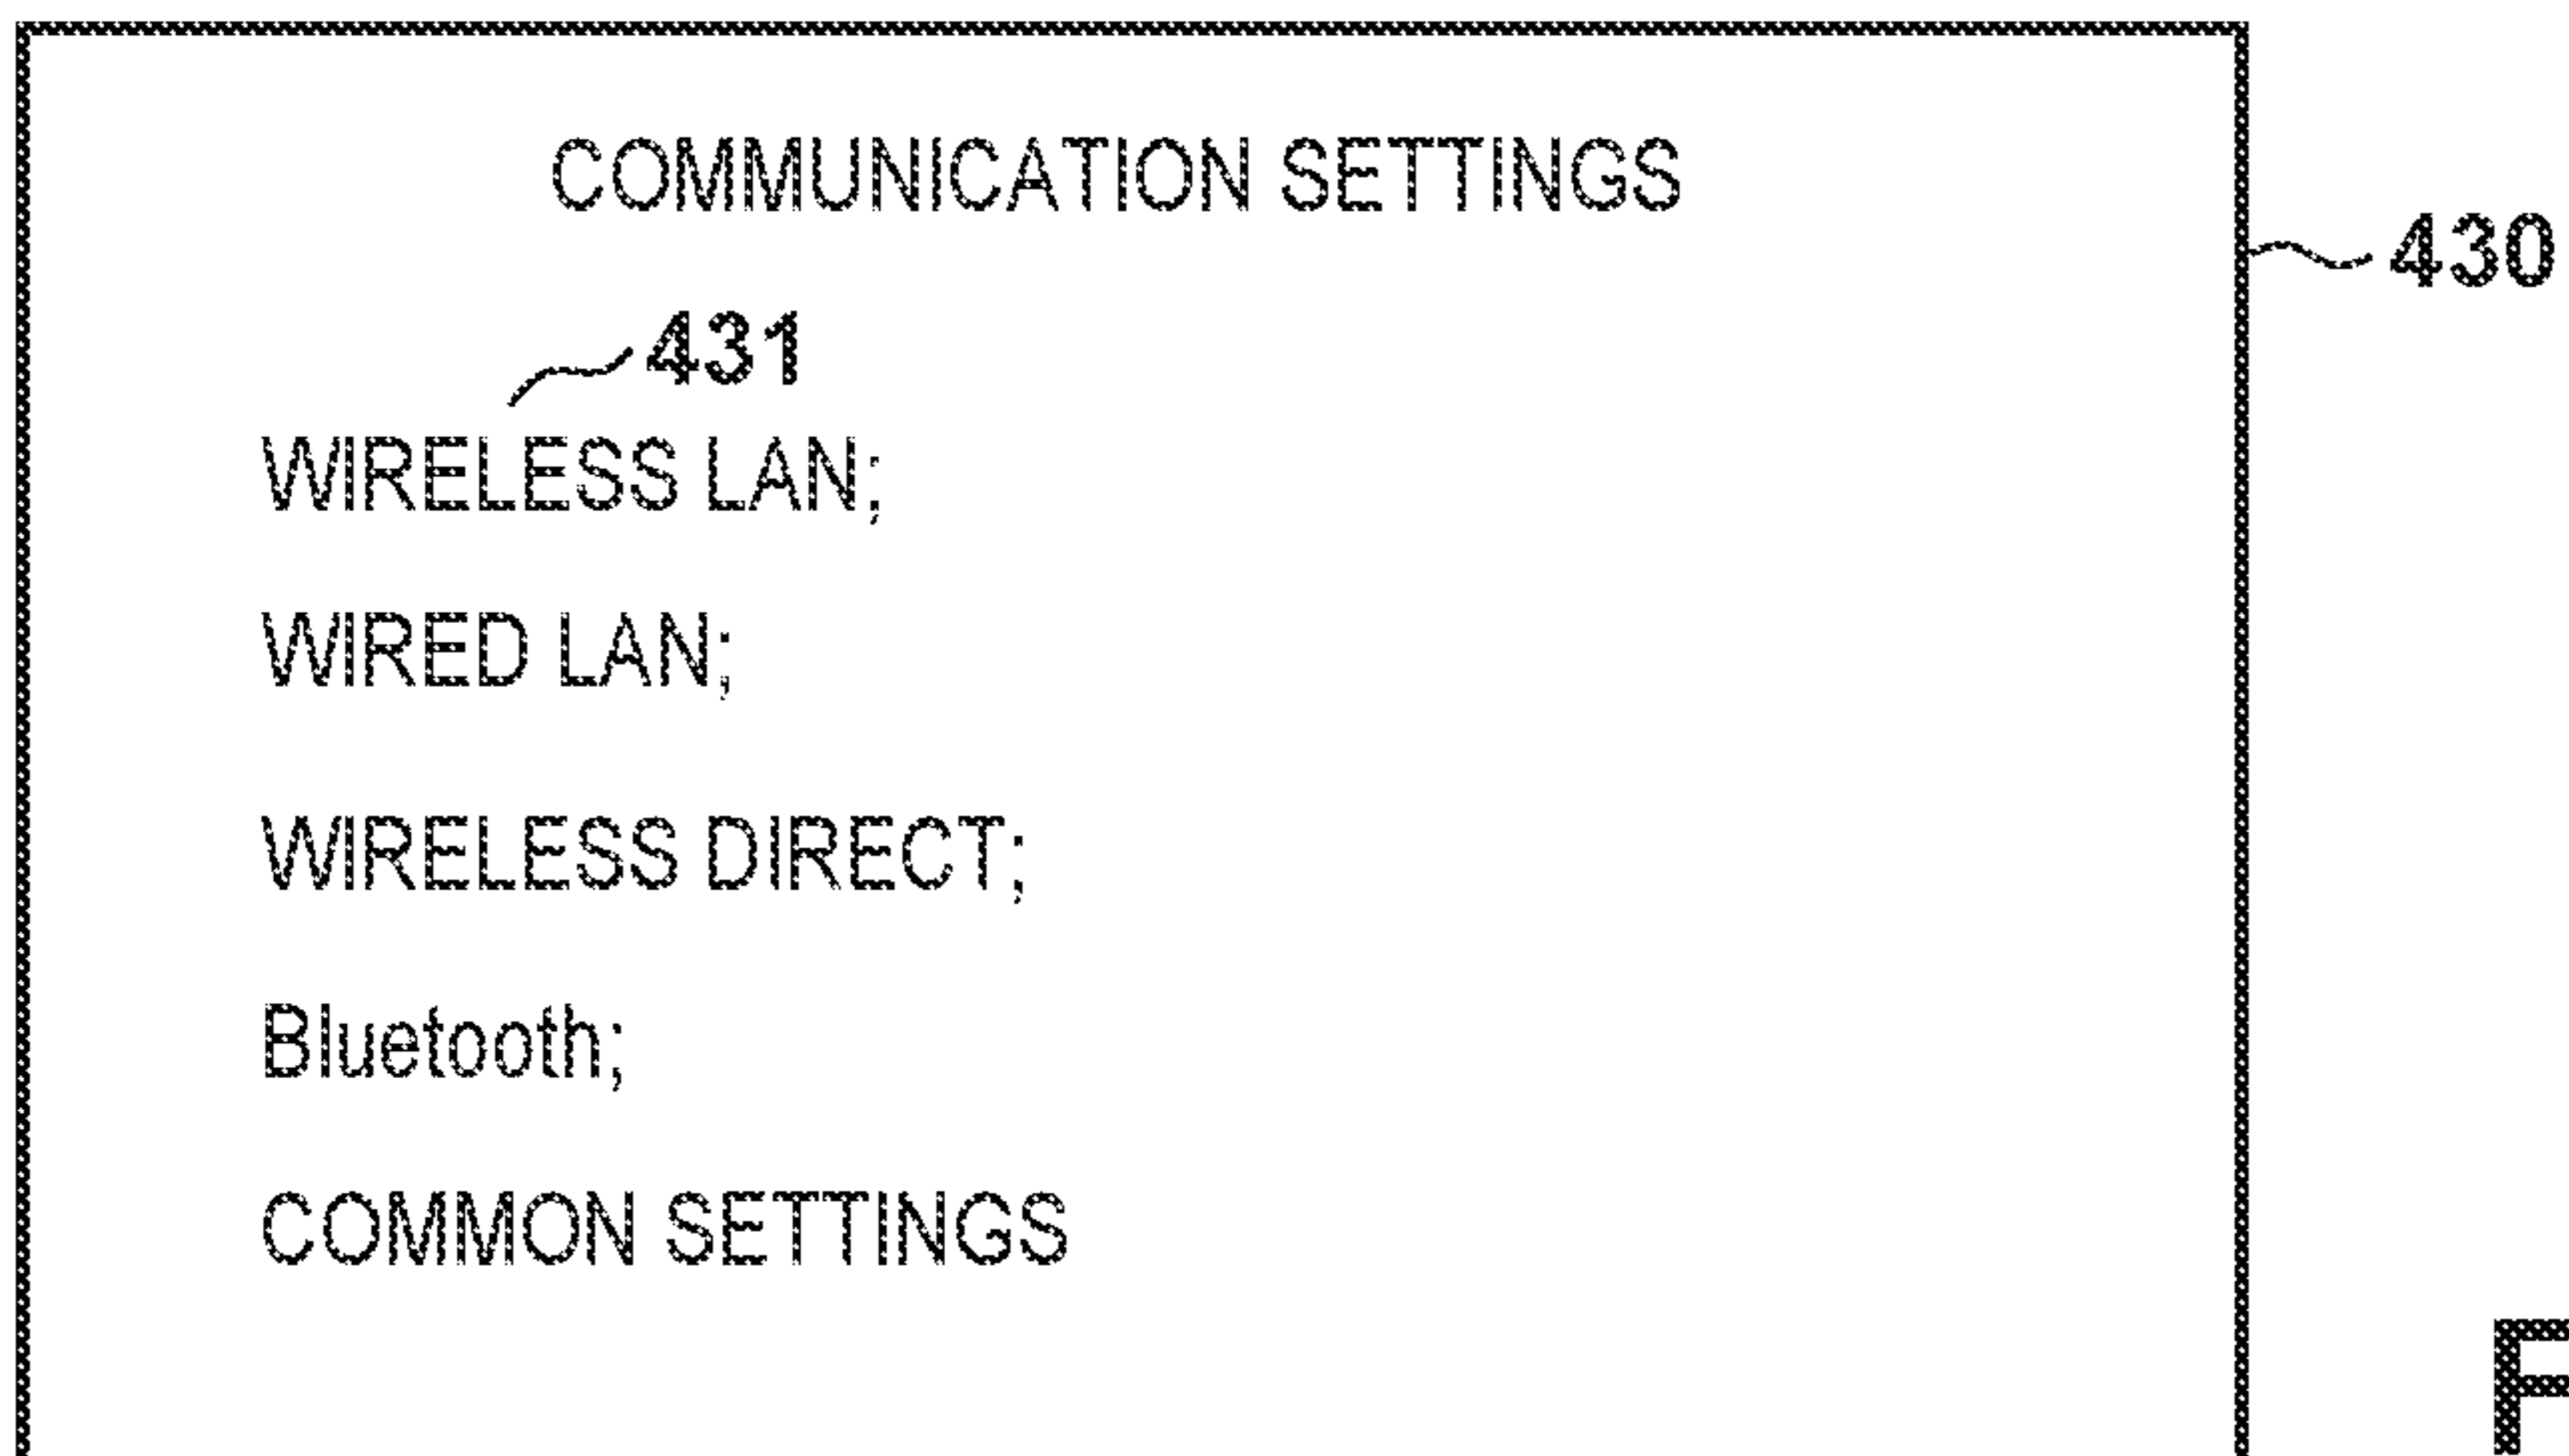 COMMUNICATION SETTINGS
430
431
WIRELESS LAN;
WIRED LAN;
WIRELESS DIRECT;
Bluetooth;
COMMON SETTINGS
F